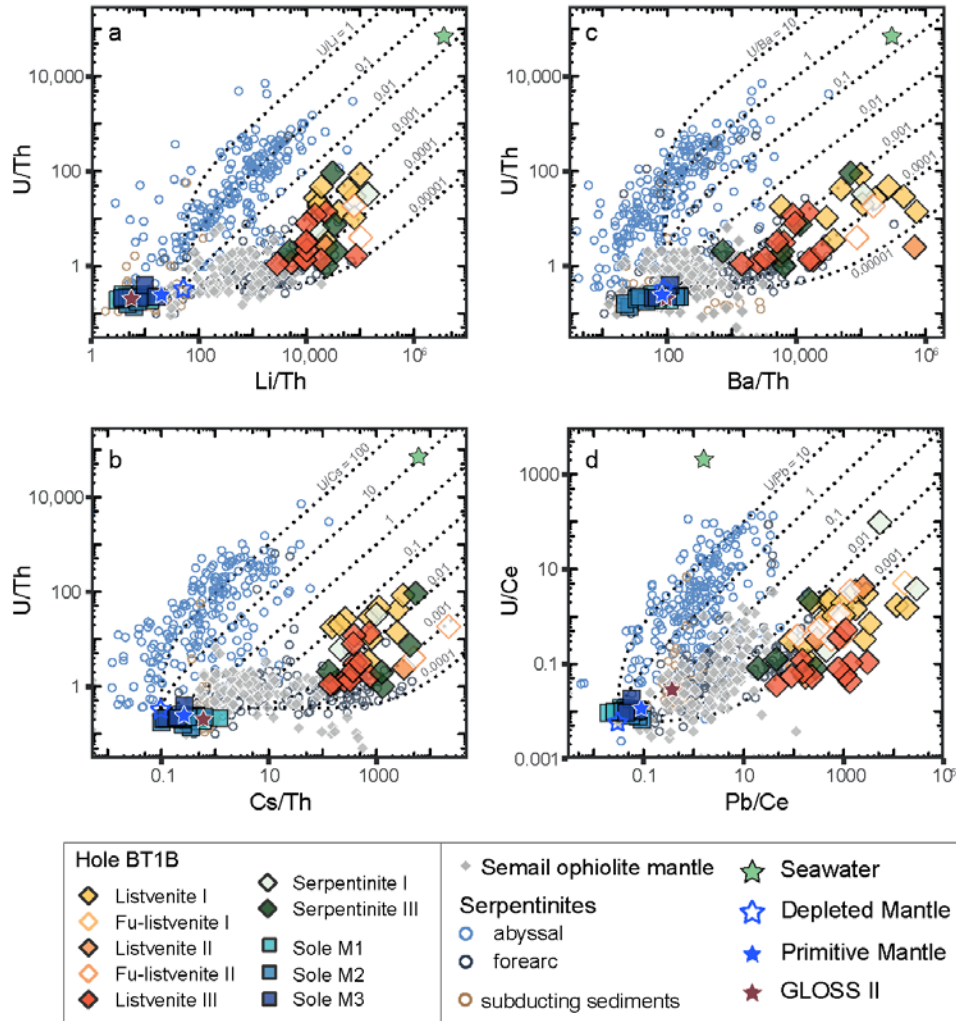 a
U/Li = 1
0.1
0.01
0.001
0.0001
0.00001
10,000
100
1
U/Th
1
100
10,000
10⁶
Li/Th
c
U/Ba = 10
1
0.1
0.01
0.001
0.0001
0.00001
10,000
100
1
U/Th
100
10,000
10⁶
Ba/Th
b
U/Cs = 100
10
1
0.1
0.01
0.001
0.0001
10,000
100
1
U/Th
0.1
10
1000
Cs/Th
d
U/Pb = 10
1
0.1
0.01
0.001
1000
10
0.1
0.001
U/Ce
0.1
10
1000
10⁵
Pb/Ce
Hole BT1B
Listvenite I
Fu-listvenite I
Listvenite II
Fu-listvenite II
Listvenite III
Serpentinite I
Serpentinite III
Sole M1
Sole M2
Sole M3
Semail ophiolite mantle
Serpentinites
abyssal
forearc
subducting sediments
Seawater
Depleted Mantle
Primitive Mantle
GLOSS II